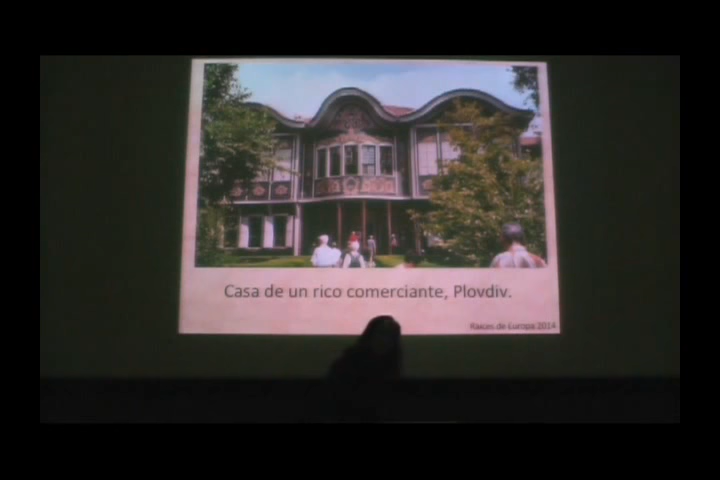 Casa de un rico comerciante, Plovdiv.
Raíces de Europa 2014